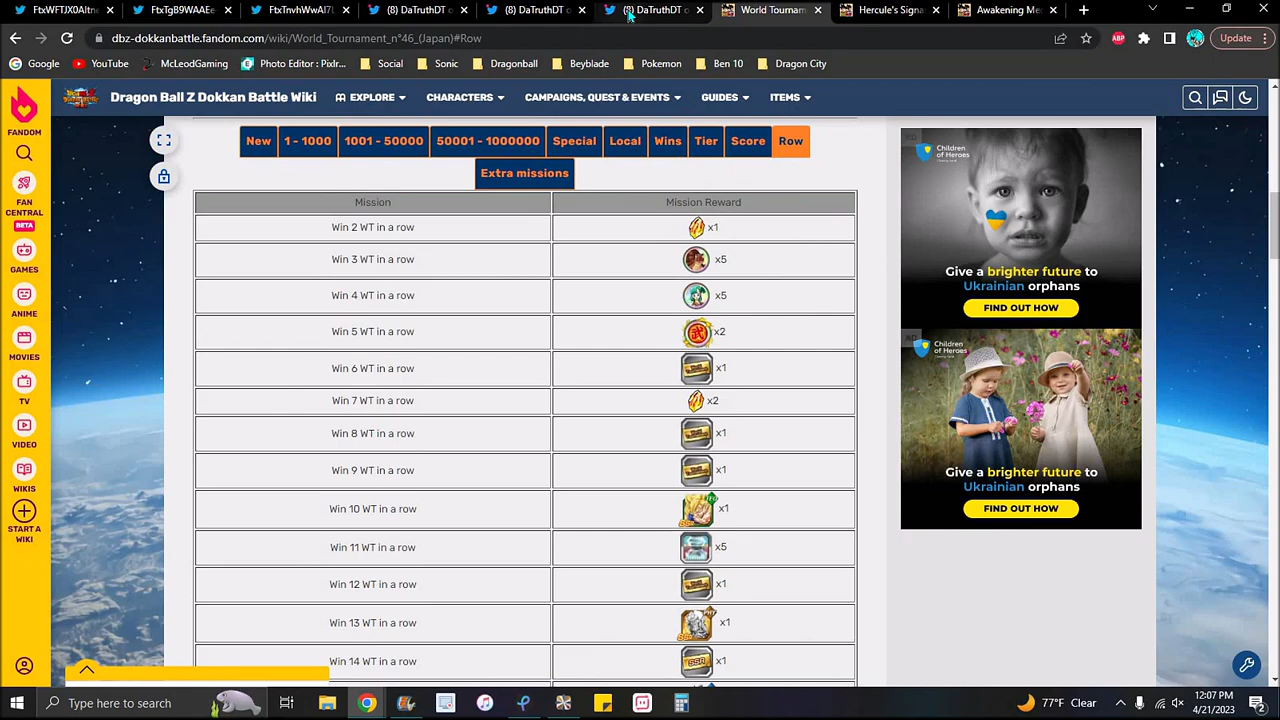 FtxWFTJX0AItne
FtxTgB9WAAEv
FtxTnvhWwAI7L
(8) DaTruthDT o
(8) DaTruthDT o
(8) DaTruthDT o
World Tournam
Hercule's Signa
Awakening Me
dbz-dokkanbattle.fandom.com/wiki/World_Tournament_n°46_(Japan)#Row
ABP
Update
Google
YouTube
McLeodGaming
Photo Editor : Pixlr...
Social
Sonic
Dragonball
Beyblade
Pokemon
Ben 10
Dragon City
FANDOM
FAN CENTRAL
BETA
GAMES
ANIME
MOVIES
TV
VIDEO
WIKIS
START A WIKI
Dragon Ball Z Dokkan Battle Wiki
EXPLORE
CHARACTERS
CAMPAIGNS, QUEST & EVENTS
GUIDES
ITEMS
New
1 - 1000
1001 - 50000
50001 - 1000000
Special
Local
Wins
Tier
Score
Row
Extra missions
Mission Mission Reward
Win 2 WT in a row x1
Win 3 WT in a row x5
Win 4 WT in a row x5
Win 5 WT in a row 武 x2
Win 6 WT in a row x1
Win 7 WT in a row x2
Win 8 WT in a row x1
Win 9 WT in a row x1
Win 10 WT in a row x1
Win 11 WT in a row x5
Win 12 WT in a row x1
Win 13 WT in a row x1
Win 14 WT in a row SSR x1
AD
Children of Heroes
Give a brighter future to
Ukrainian orphans
FIND OUT HOW
AD
Children of Heroes
Give a brighter future to
Ukrainian orphans
FIND OUT HOW
Type here to search
77°F Clear
12:07 PM
4/21/2023
2